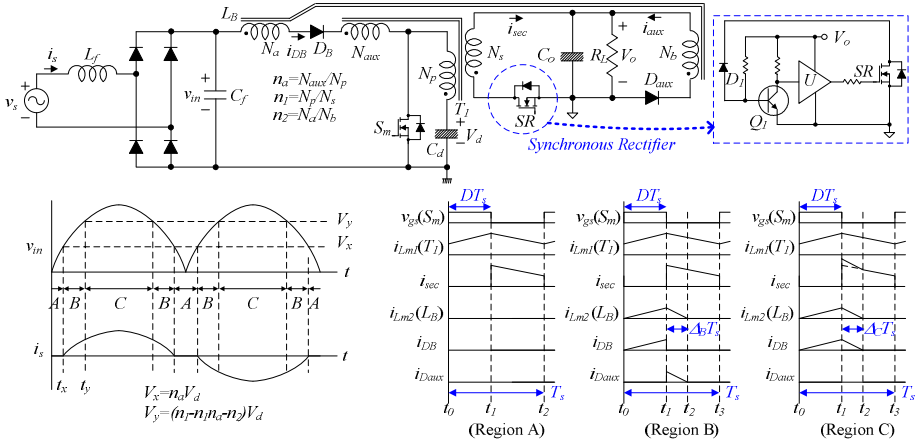 L_B
i_s
L_f
N_a
i_DB
D_B
N_aux
v_s
v_in
C_f
n_a=N_aux/N_p
n_1=N_p/N_s
n_2=N_a/N_b
N_p
T_1
S_m
C_d
V_d
i_sec
i_aux
N_s
C_o
R_L
V_o
N_b
D_aux
SR
Synchronous Rectifier
V_o
D_1
U
SR
Q_1
v_in
V_y
V_x
t
A B C B A B C B A
i_s
t
t_x t_y
V_x=n_aV_d
V_y=(n_1-n_1n_a-n_2)V_d
DT_s
v_gs(S_m)
i_Lm1(T_1)
i_sec
i_Lm2(L_B)
i_DB
i_Daux
T_s
t_0 t_1 t_2
(Region A)
DT_s
v_gs(S_m)
i_Lm1(T_1)
i_sec
i_Lm2(L_B)
Δ_BT_s
i_DB
i_Daux
T_s
t_0 t_1 t_2 t_3
(Region B)
DT_s
v_gs(S_m)
i_Lm1(T_1)
i_sec
i_Lm2(L_B)
Δ_CT_s
i_DB
i_Daux
T_s
t_0 t_1 t_2 t_3
(Region C)